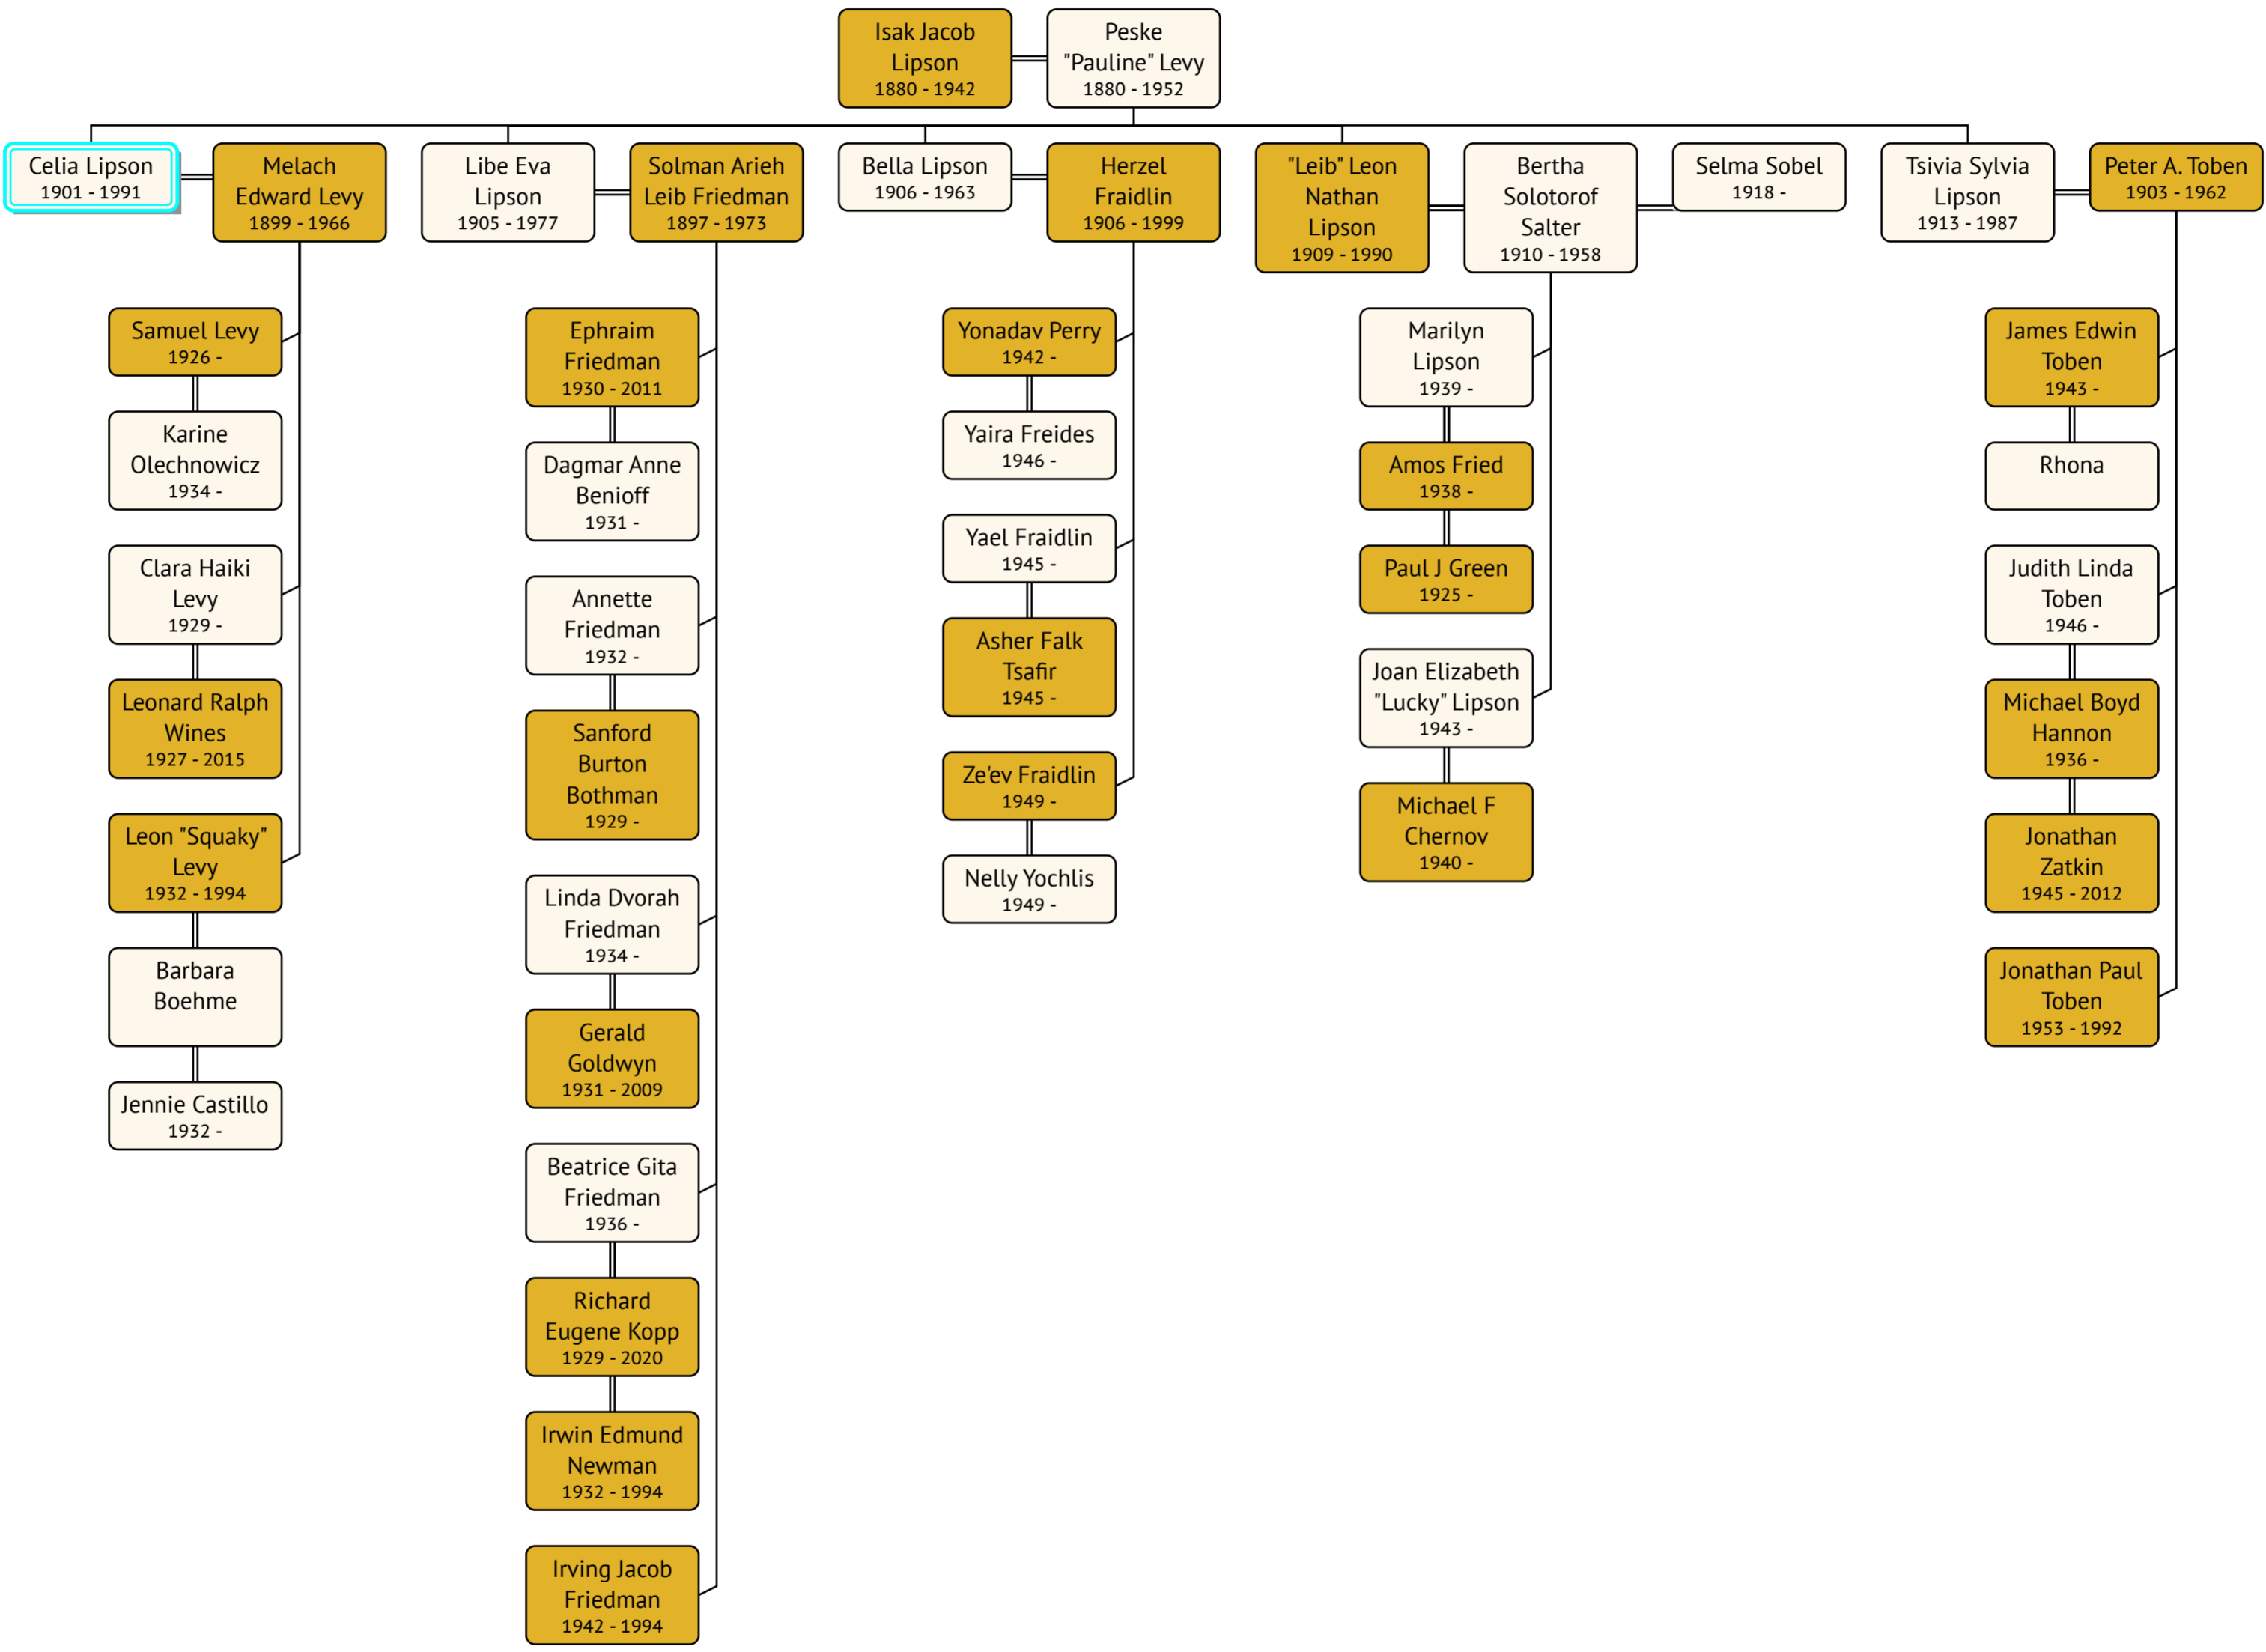 Isak Jacob
Lipson
1880 - 1942
Peske
"Pauline" Levy
1880 - 1952
Celia Lipson
1901 - 1991
Melach
Edward Levy
1899 - 1966
Libe Eva
Lipson
1905 - 1977
Solman Arieh
Leib Friedman
1897 - 1973
Bella Lipson
1906 - 1963
Herzel
Fraidlin
1906 - 1999
"Leib" Leon
Nathan
Lipson
1909 - 1990
Bertha
Solotorof
Salter
1910 - 1958
Selma Sobel
1918 -
Tsivia Sylvia
Lipson
1913 - 1987
Peter A. Toben
1903 - 1962
Samuel Levy
1926 -
Karine
Olechnowicz
1934 -
Clara Haiki
Levy
1929 -
Leonard Ralph
Wines
1927 - 2015
Leon "Squaky"
Levy
1932 - 1994
Barbara
Boehme
Jennie Castillo
1932 -
Ephraim
Friedman
1930 - 2011
Dagmar Anne
Benioff
1931 -
Annette
Friedman
1932 -
Sanford
Burton
Bothman
1929 -
Linda Dvorah
Friedman
1934 -
Gerald
Goldwyn
1931 - 2009
Beatrice Gita
Friedman
1936 -
Richard
Eugene Kopp
1929 - 2020
Irwin Edmund
Newman
1932 - 1994
Irving Jacob
Friedman
1942 - 1994
Yonadav Perry
1942 -
Yaira Freides
1946 -
Yael Fraidlin
1945 -
Asher Falk
Tsafir
1945 -
Ze'ev Fraidlin
1949 -
Nelly Yochlis
1949 -
Marilyn
Lipson
1939 -
Amos Fried
1938 -
Paul J Green
1925 -
Joan Elizabeth
"Lucky" Lipson
1943 -
Michael F
Chernov
1940 -
James Edwin
Toben
1943 -
Rhona
Judith Linda
Toben
1946 -
Michael Boyd
Hannon
1936 -
Jonathan
Zatkin
1945 - 2012
Jonathan Paul
Toben
1953 - 1992